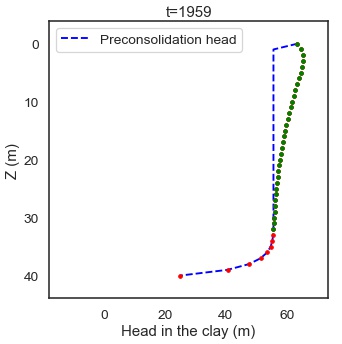 t=1959
Preconsolidation head
0
10
20
30
40
Z (m)
0 20 40 60
Head in the clay (m)